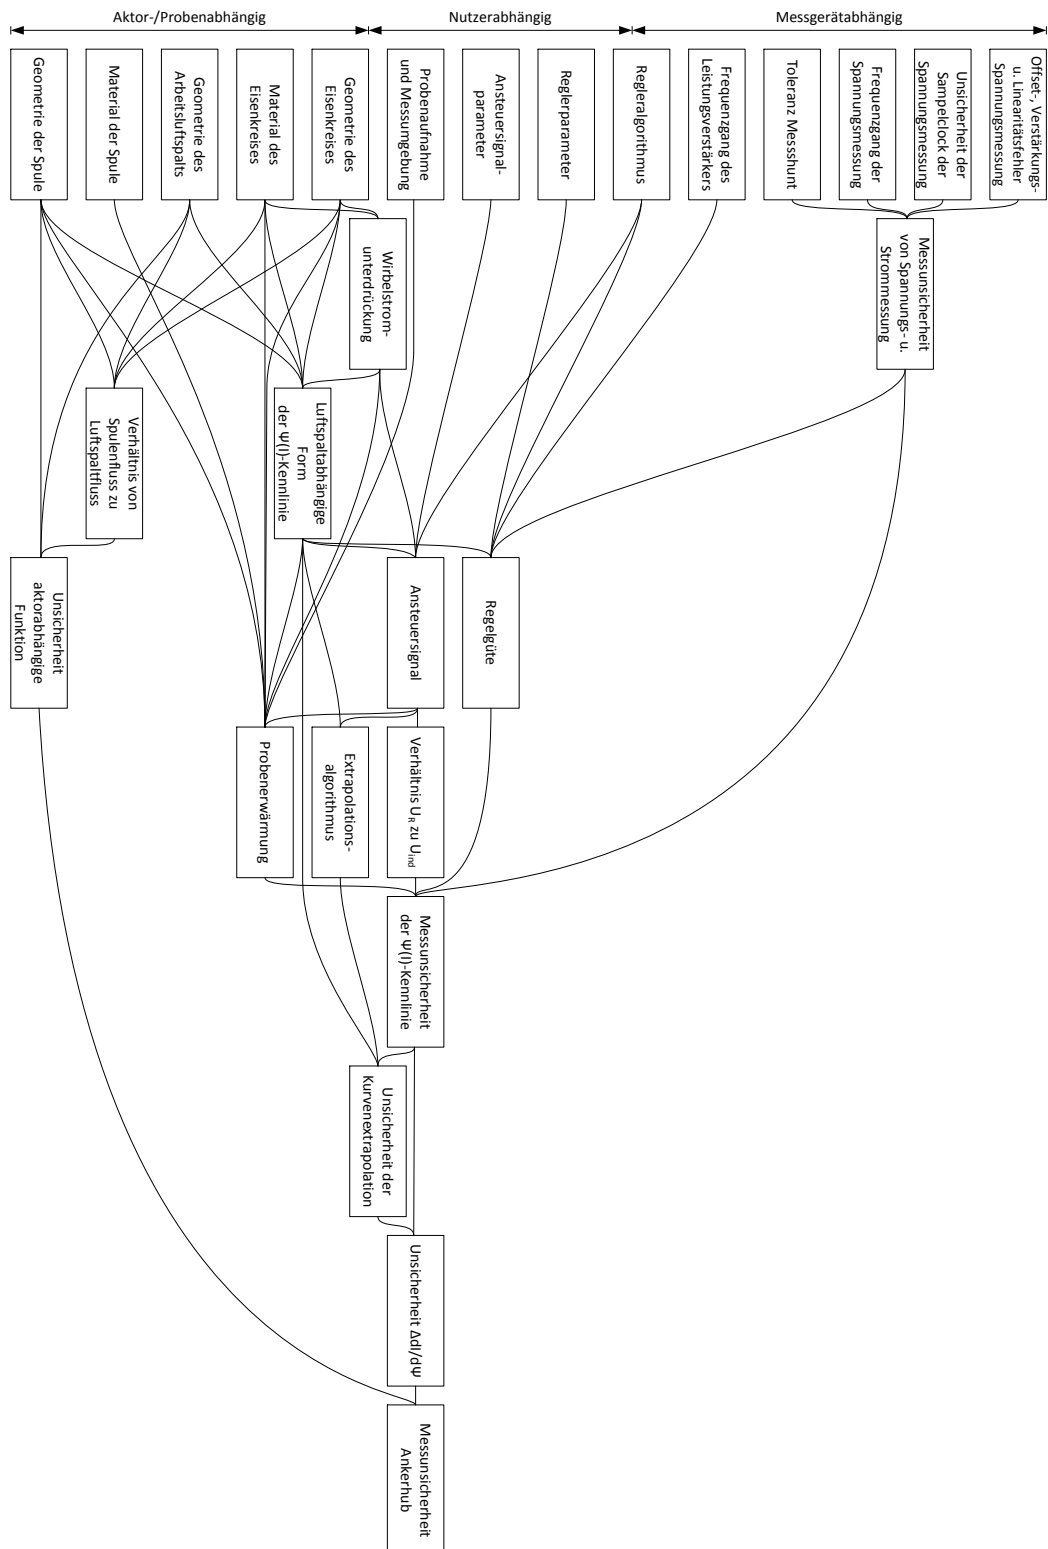 Aktor-/Probenabhängig
Nutzerabhängig
Messgerätabhängig
Geometrie der Spule
Material der Spule
Geometrie des
Arbeitsluftspalts
Material des
Eisenkreises
Geometrie des
Eisenkreises
Probenaufnahme
und Messumgebung
Ansteuersignal-
parameter
Reglerparameter
Regleralgorithmus
Frequenzgang des
Leistungsverstärkers
Toleranz Messshunt
Frequenzgang der
Spannungsmessung
Unsicherheit der
Sampelclock der
Spannungsmessung
Offset-, Verstärkungs-
u. Linearitätsfehler
Spannungsmessung
Wirbelstrom-
unterdrückung
Messunsicherheit
von Spannungs- u.
Strommessung
Verhältnis von
Spulenfluss zu
Luftspaltfluss
Luftspaltabhängige
Form
der Ψ(I)-Kennlinie
Unsicherheit
aktorabhängige
Funktion
Ansteuersignal
Regelgüte
Probenerwärmung
Extrapolations-
algorithmus
Verhältnis U_R zu U_ind
Messunsicherheit
der Ψ(I)-Kennlinie
Unsicherheit der
Kurvenextrapolation
Unsicherheit ΔdI/dΨ
Messunsicherheit
Ankerhub